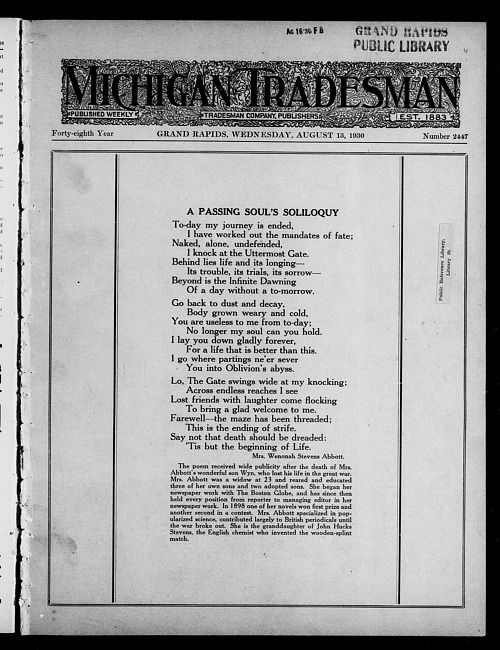 Ag 16'30 F B
GRAND RAPIDS
PUBLIC LIBRARY
MICHIGAN TRADESMAN
PUBLISHED WEEKLY
TRADESMAN COMPANY, PUBLISHERS
EST. 1883
Forty-eighth Year
GRAND RAPIDS, WEDNESDAY, AUGUST 13, 1930
Number 2447
A PASSING SOUL'S SOLILOQUY
To-day my journey is ended,
I have worked out the mandates of fate;
Naked, alone, undefended,
I knock at the Uttermost Gate.
Behind lies life and its longing—
Its trouble, its trials, its sorrow—
Beyond is the Infinite Dawning
Of a day without a to-morrow.
Go back to dust and decay,
Body grown weary and cold,
You are useless to me from to-day;
No longer my soul can you hold.
I lay you down gladly forever,
For a life that is better than this.
I go where partings ne'er sever
You into Oblivion's abyss.
Lo, The Gate swings wide at my knocking;
Across endless reaches I see
Lost friends with laughter come flocking
To bring a glad welcome to me.
Farewell—the maze has been threaded;
This is the ending of strife.
Say not that death should be dreaded:
'Tis but the beginning of Life.
Mrs. Wenonah Stevens Abbott.
The poem received wide publicity after the death of Mrs.
Abbott's wonderful son Wyn, who lost his life in the great war.
Mrs. Abbott was a widow at 23 and reared and educated
three of her own sons and two adopted sons. She began her
newspaper work with The Boston Globe, and has since then
held every position from reporter to managing editor in her
newspaper work. In 1898 one of her novels won first prize and
another second in a contest. Mrs. Abbott specialized in pop-
ularized science, contributed largely to British periodicals until
the war broke out. She is the granddaughter of John Hucks
Stevens, the English chemist who invented the wooden-splint
match.
Public Reference Library,
Library St.